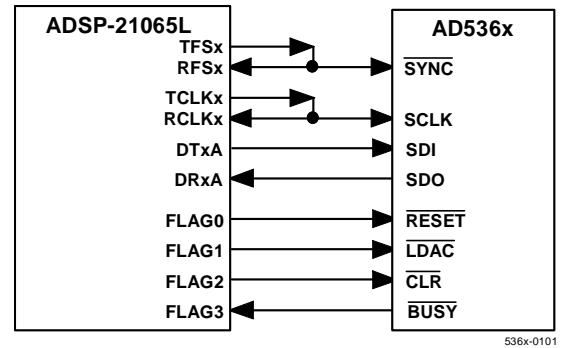 ADSP-21065L
AD536x
TFSx
RFSx
SYNC
TCLKx
RCLKx
SCLK
DTxA
SDI
DRxA
SDO
FLAG0
RESET
FLAG1
LDAC
FLAG2
CLR
FLAG3
BUSY
536x-0101